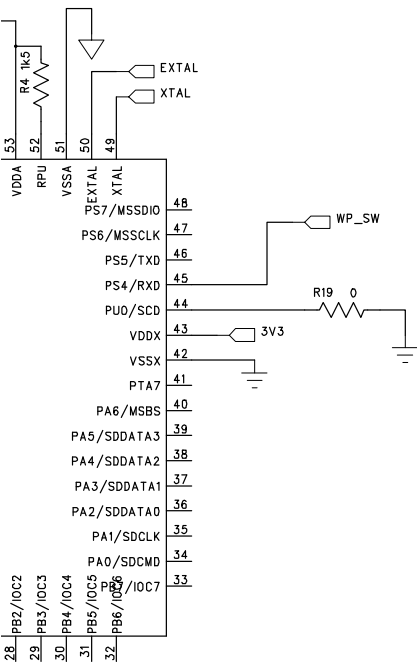 R4 1k5
EXTAL
XTAL
53
52
51
50
49
VDDA
RPU
VSSA
EXTAL
XTAL
PS7/MSSDIO 48
PS6/MSSCLK 47
PS5/TXD 46
PS4/RXD 45
WP_SW
PU0/SCD 44
R19 0
VDDX 43
3V3
VSSX 42
PTA7 41
PA6/MSBS 40
PA5/SDDATA3 39
PA4/SDDATA2 38
PA3/SDDATA1 37
PA2/SDDATA0 36
PA1/SDCLK 35
PA0/SDCMD 34
PB7/IOC7 33
PB2/IOC2
PB3/IOC3
PB4/IOC4
PB5/IOC5
PB6/IOC6
28
29
30
31
32